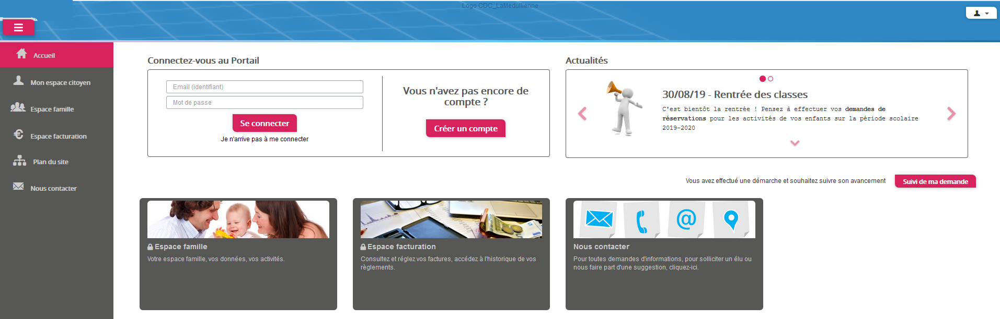 Logo CDC_LaMedullienne
Accueil
Mon espace citoyen
Espace famille
Espace facturation
Plan du site
Nous contacter
Connectez-vous au Portail
Email (identifiant)
Mot de passe
Se connecter
Je n'arrive pas à me connecter
Vous n'avez pas encore de
compte ?
Créer un compte
Actualités
30/08/19 - Rentrée des classes
C'est bientôt la rentrée ! Pensez à effectuer vos demandes de
réservations pour les activités de vos enfants sur la période scolaire
2019-2020
Vous avez effectué une démarche et souhaitez suivre son avancement
Suivi de ma demande
Espace famille
Votre espace famille, vos données, vos activités.
Espace facturation
Consultez et réglez vos factures, accédez à l'historique de vos
règlements.
@
Nous contacter
Pour toutes demandes d'informations, pour solliciter un élu ou
nous faire part d'une suggestion, cliquez-ici.